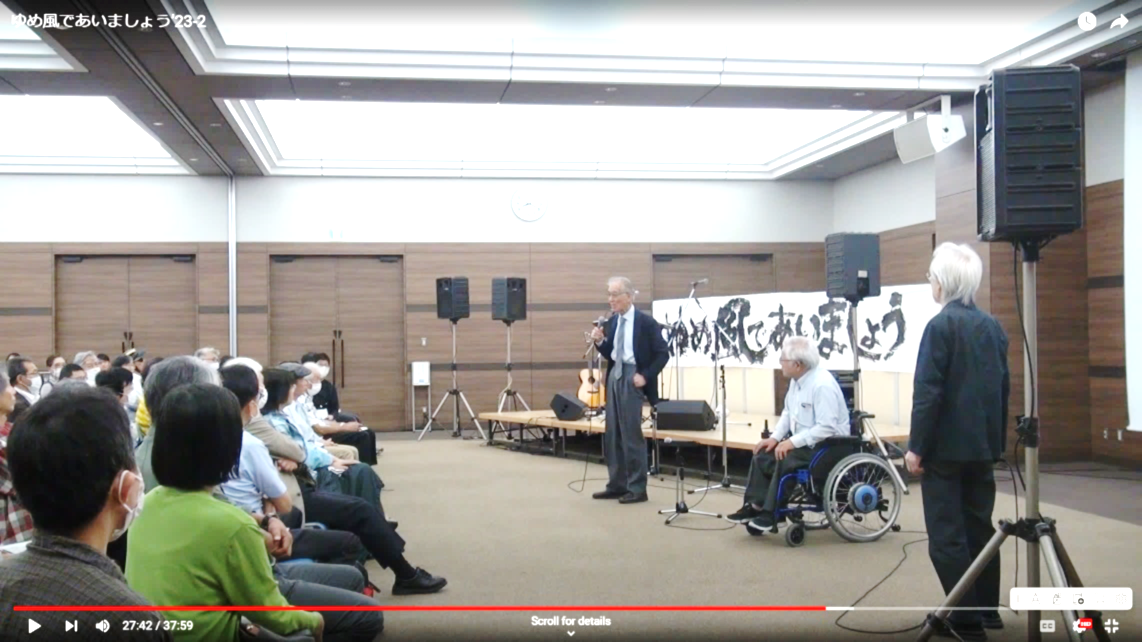 ゆめ風であいましょう'23-2
ゆめ風であいましょう
27:42 / 37:59
Scroll for details
CC